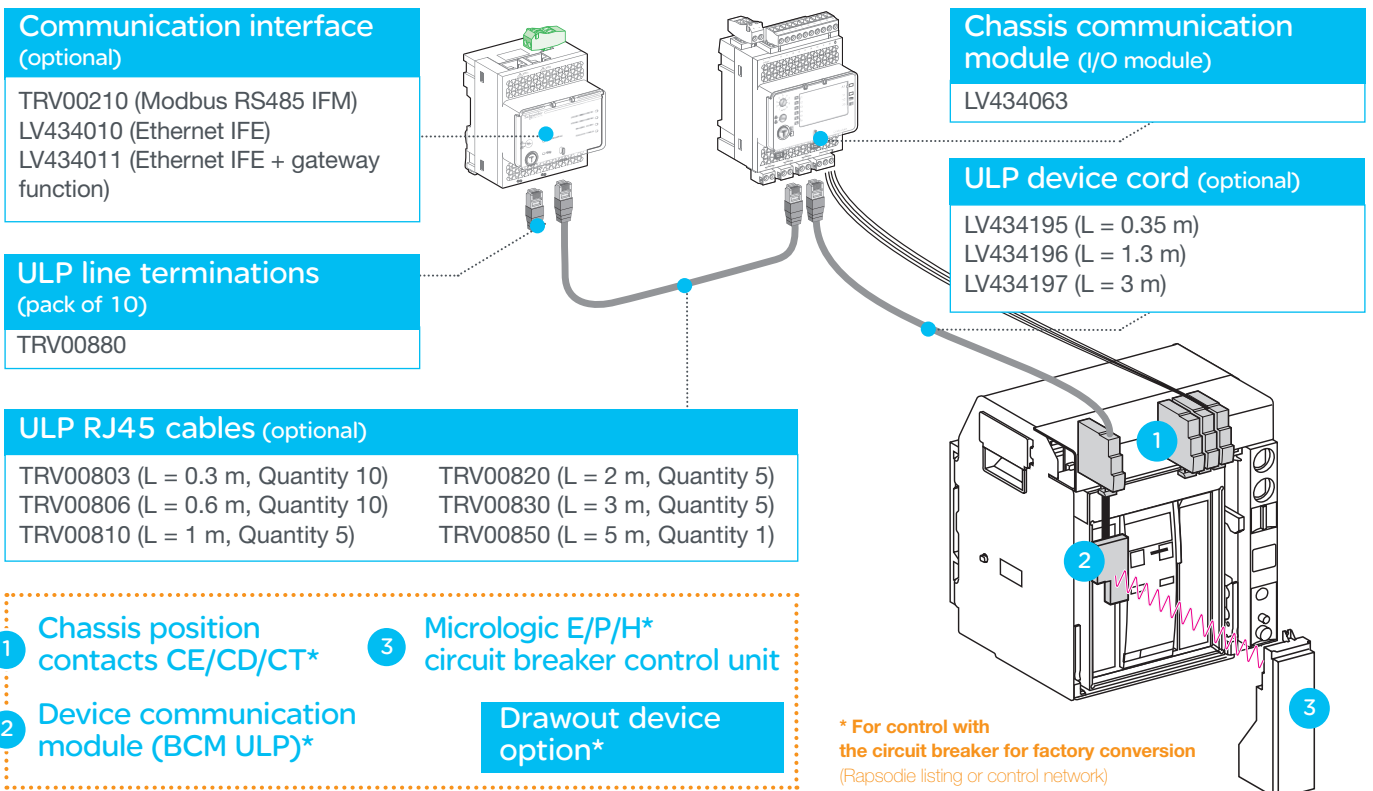 Communication interface
(optional)
TRV00210 (Modbus RS485 IFM)
LV434010 (Ethernet IFE)
LV434011 (Ethernet IFE + gateway
function)
Chassis communication
module (I/O module)
LV434063
ULP device cord (optional)
LV434195 (L = 0.35 m)
LV434196 (L = 1.3 m)
LV434197 (L = 3 m)
ULP line terminations
(pack of 10)
TRV00880
ULP RJ45 cables (optional)
TRV00803 (L = 0.3 m, Quantity 10)
TRV00806 (L = 0.6 m, Quantity 10)
TRV00810 (L = 1 m, Quantity 5)
TRV00820 (L = 2 m, Quantity 5)
TRV00830 (L = 3 m, Quantity 5)
TRV00850 (L = 5 m, Quantity 1)
1
2
3
1 Chassis position
contacts CE/CD/CT*
3 Micrologic E/P/H*
circuit breaker control unit
2 Device communication
module (BCM ULP)*
Drawout device
option*
* For control with
the circuit breaker for factory conversion
(Rapsodie listing or control network)